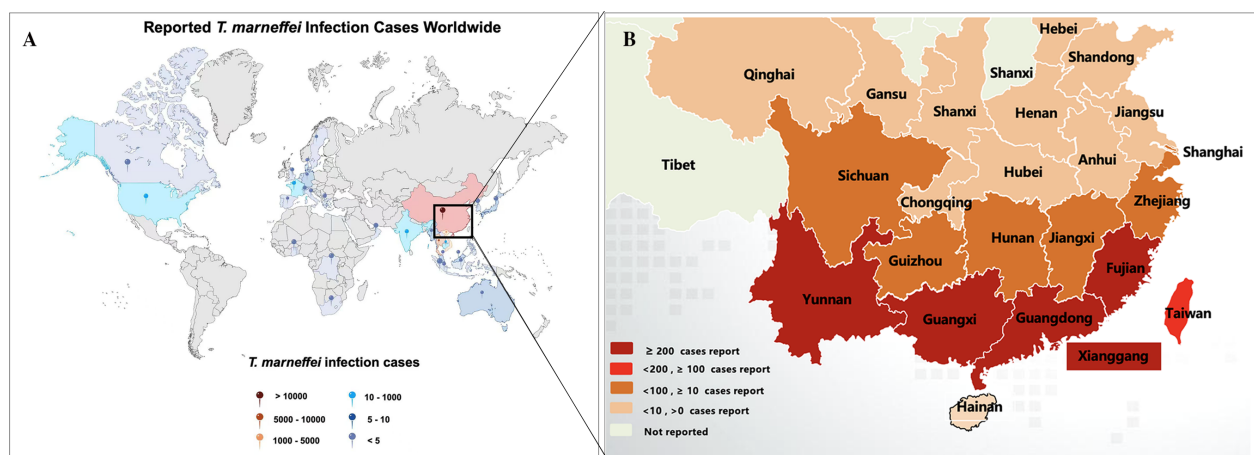 A
Reported T. marneffei Infection Cases Worldwide
T. marneffei infection cases
> 10000
10 - 1000
5000 - 10000
5 - 10
1000 - 5000
< 5
B
Hebei
Shandong
Qinghai
Shanxi
Gansu
Shanxi
Henan
Jiangsu
Shanghai
Tibet
Anhui
Hubei
Sichuan
Chongqing
Zhejiang
Hunan
Jiangxi
Guizhou
Fujian
Yunnan
Guangxi
Guangdong
Taiwan
Xianggang
Hainan
≥ 200 cases report
<200 , ≥ 100 cases report
<100 , ≥ 10 cases report
<10 , >0 cases report
Not reported